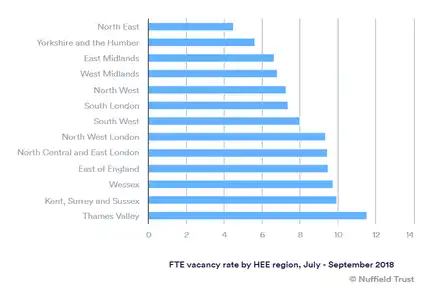 North East
Yorkshire and the Humber
East Midlands
West Midlands
North West
South London
South West
North West London
North Central and East London
East of England
Wessex
Kent, Surrey and Sussex
Thames Valley
0 2 4 6 8 10 12 14
FTE vacancy rate by HEE region, July - September 2018
© Nuffield Trust